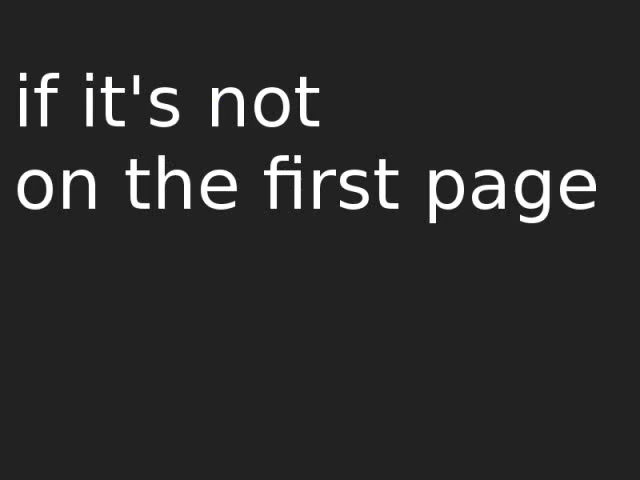 if it's not
on the first page